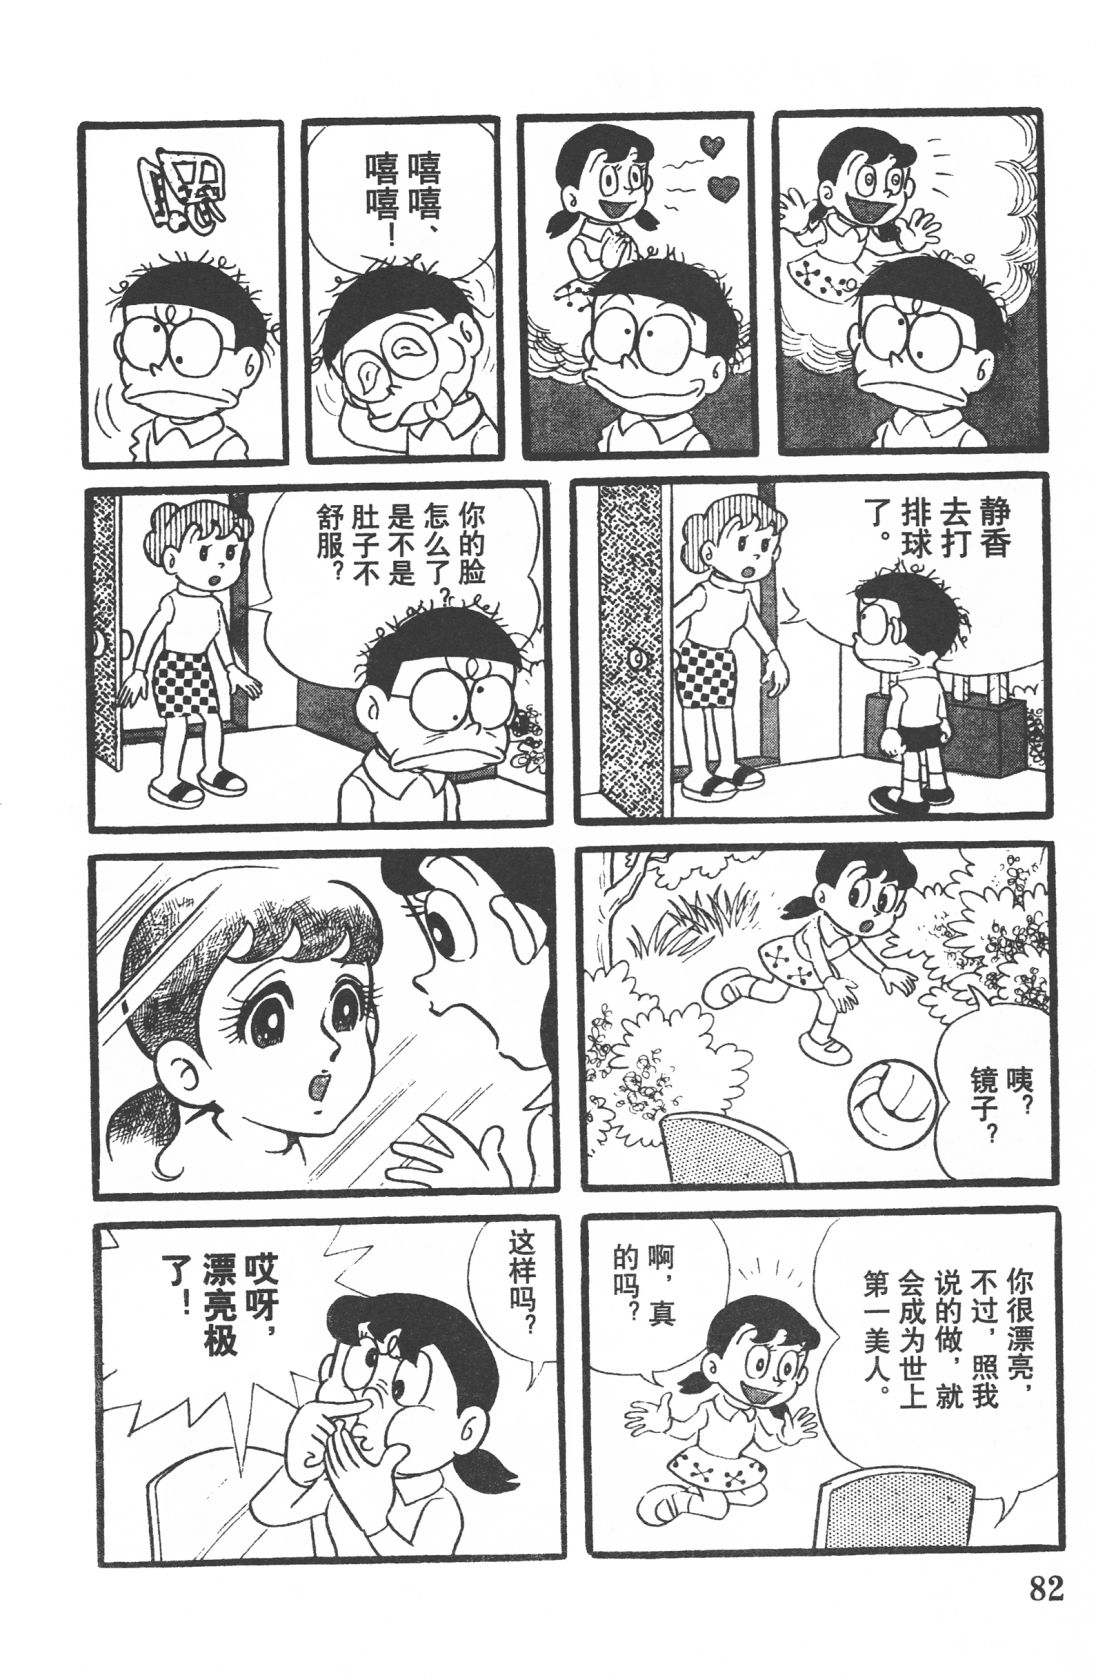 嘻嘻、
嘻嘻！
静香
去打
排球
了。
你的脸
怎么了？
是不是
肚子不
舒服？
咦？
镜子？
你很漂亮，
不过，照我
说的做，就
会成为世上
第一美人。
啊，真
的吗？
这样吗？
哎呀，
漂亮极
了！
82